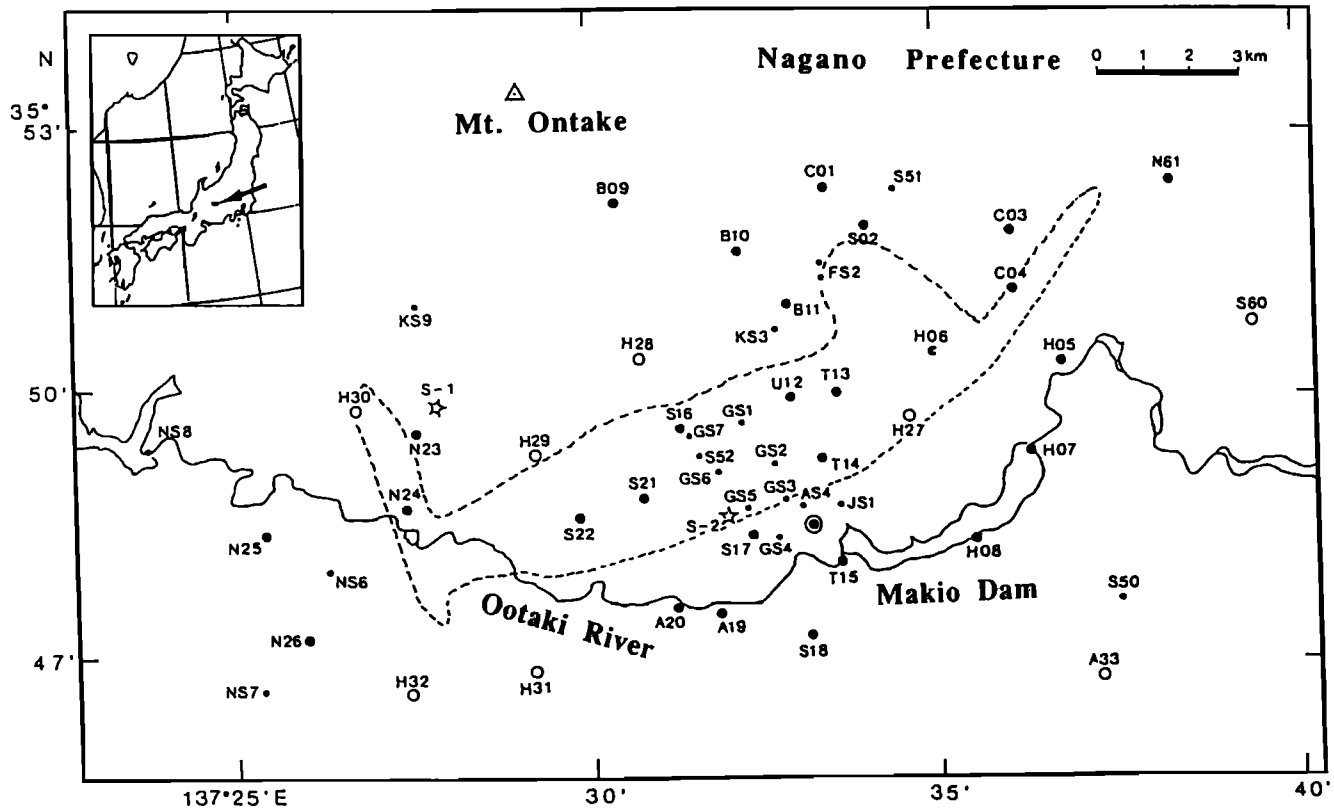 N
Nagano Prefecture
0 1 2 3km
35°
53'
Mt. Ontake
C01
S51
N61
B09
S02
C03
B10
FS2
C04
KS9
B11
KS3
S60
H28
H06
H05
50'
S-1
H30
U12
T13
NS8
N23
H29
S16
GS1
GS7
H27
S52
GS2
T14
H07
GS6
N24
S21
GS5
GS3
AS4
JS1
S22
S-2
N25
S17
GS4
H08
NS6
T15
Makio Dam
S50
Ootaki River
A20
A19
N26
S18
47'
A33
NS7
H32
H31
137°25'E
30'
35'
40'